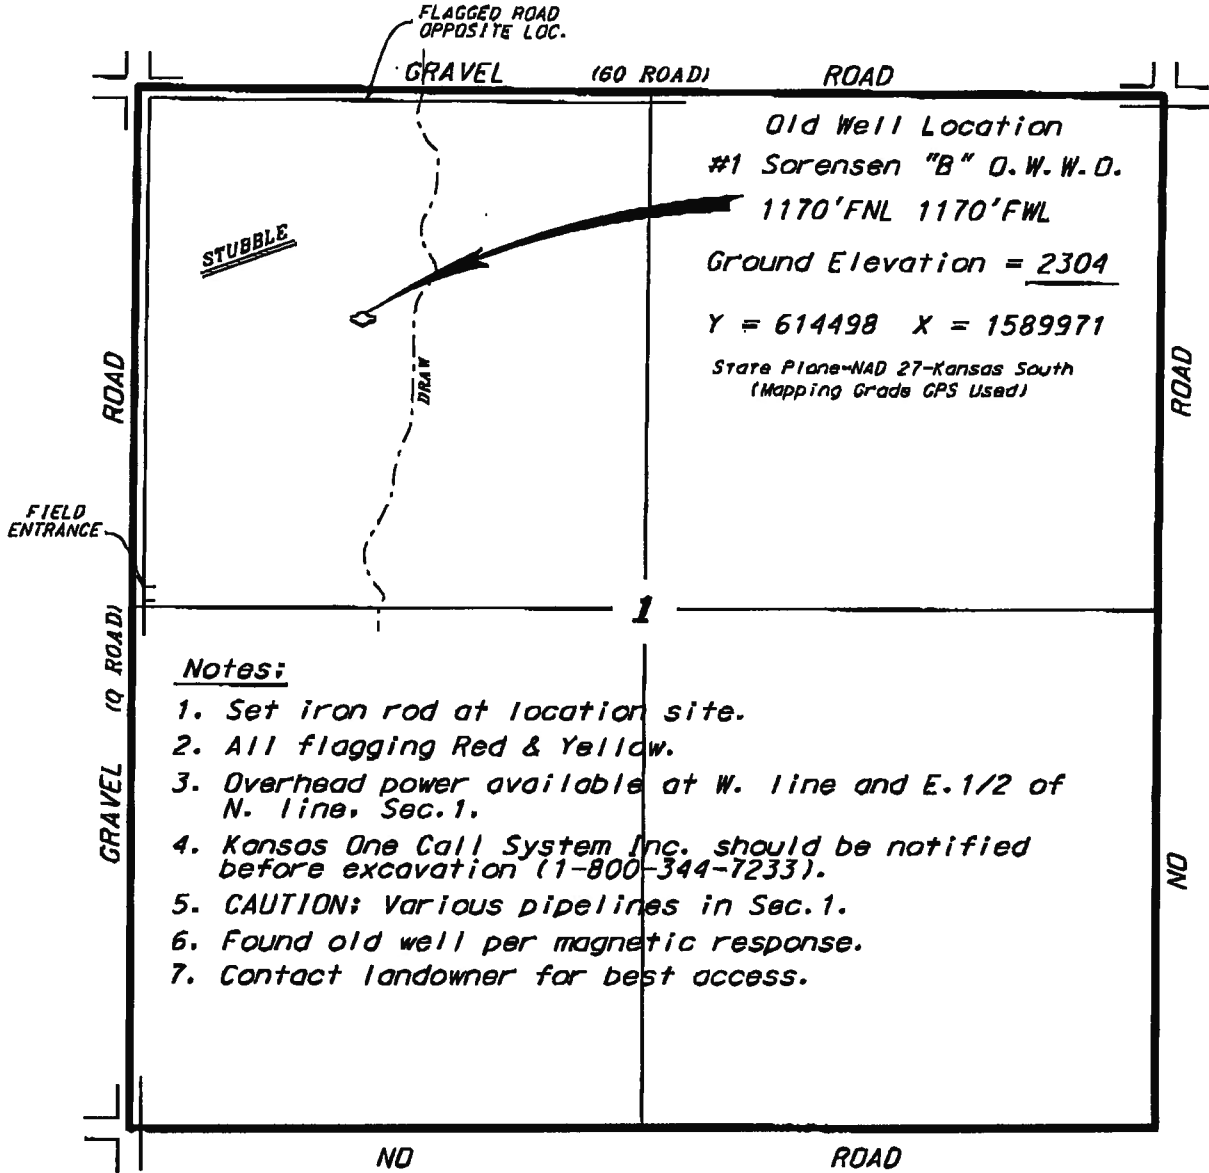 FLAGGED ROAD
OPPOSITE LOC.
GRAVEL (60 ROAD) ROAD
Old Well Location
#1 Sorensen "B" O.W.W.O.
1170'FNL 1170'FWL
Ground Elevation = 2304
Y = 614498 X = 1589971
State Plane-NAD 27-Kansas South
(Mapping Grade GPS Used)
STUBBLE
DRAW
ROAD
ROAD
FIELD
ENTRANCE
1
(Q ROAD)
GRAVEL
NO
Notes:
1. Set iron rod at location site.
2. All flagging Red & Yellow.
3. Overhead power available at W. line and E.1/2 of
N. line, Sec.1.
4. Kansas One Call System Inc. should be notified
before excavation (1-800-344-7233).
5. CAUTION: Various pipelines in Sec.1.
6. Found old well per magnetic response.
7. Contact landowner for best access.
NO ROAD